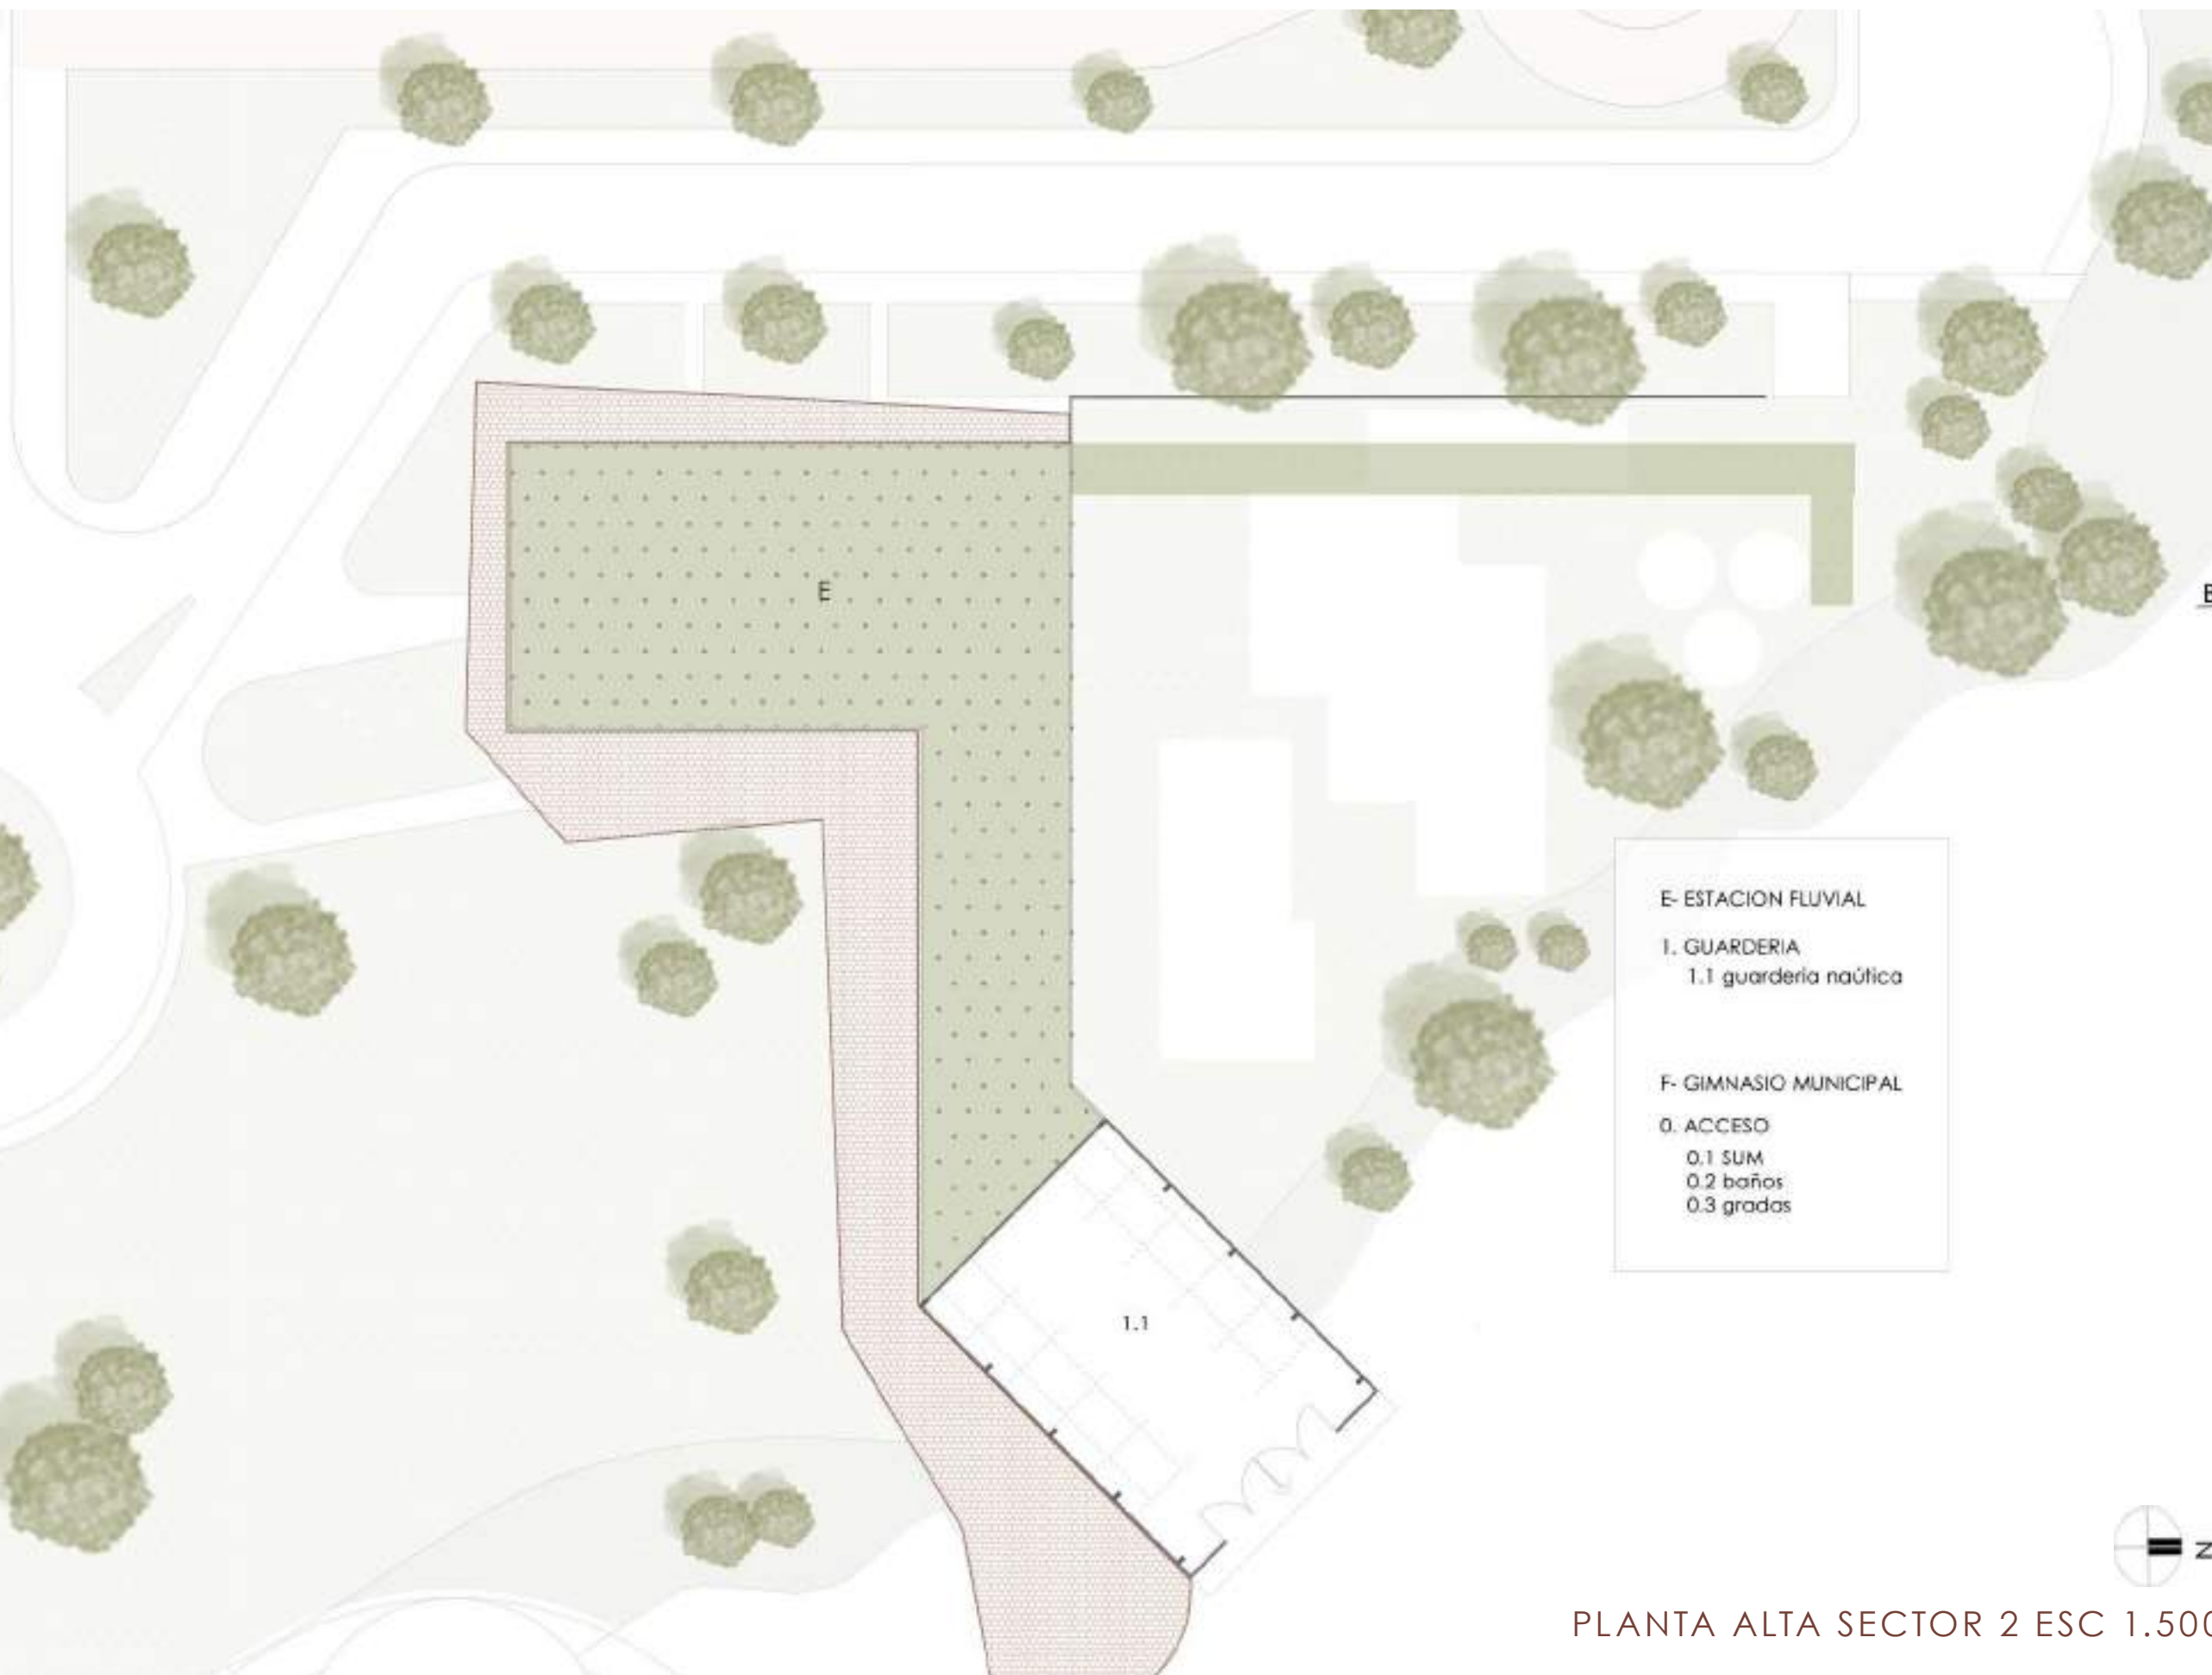 E
B
E- ESTACION FLUVIAL
1. GUARDERIA
1.1 guarderia naútica
F- GIMNASIO MUNICIPAL
0. ACCESO
0.1 SUM
0.2 baños
0.3 gradas
1.1
N
PLANTA ALTA SECTOR 2 ESC 1.500